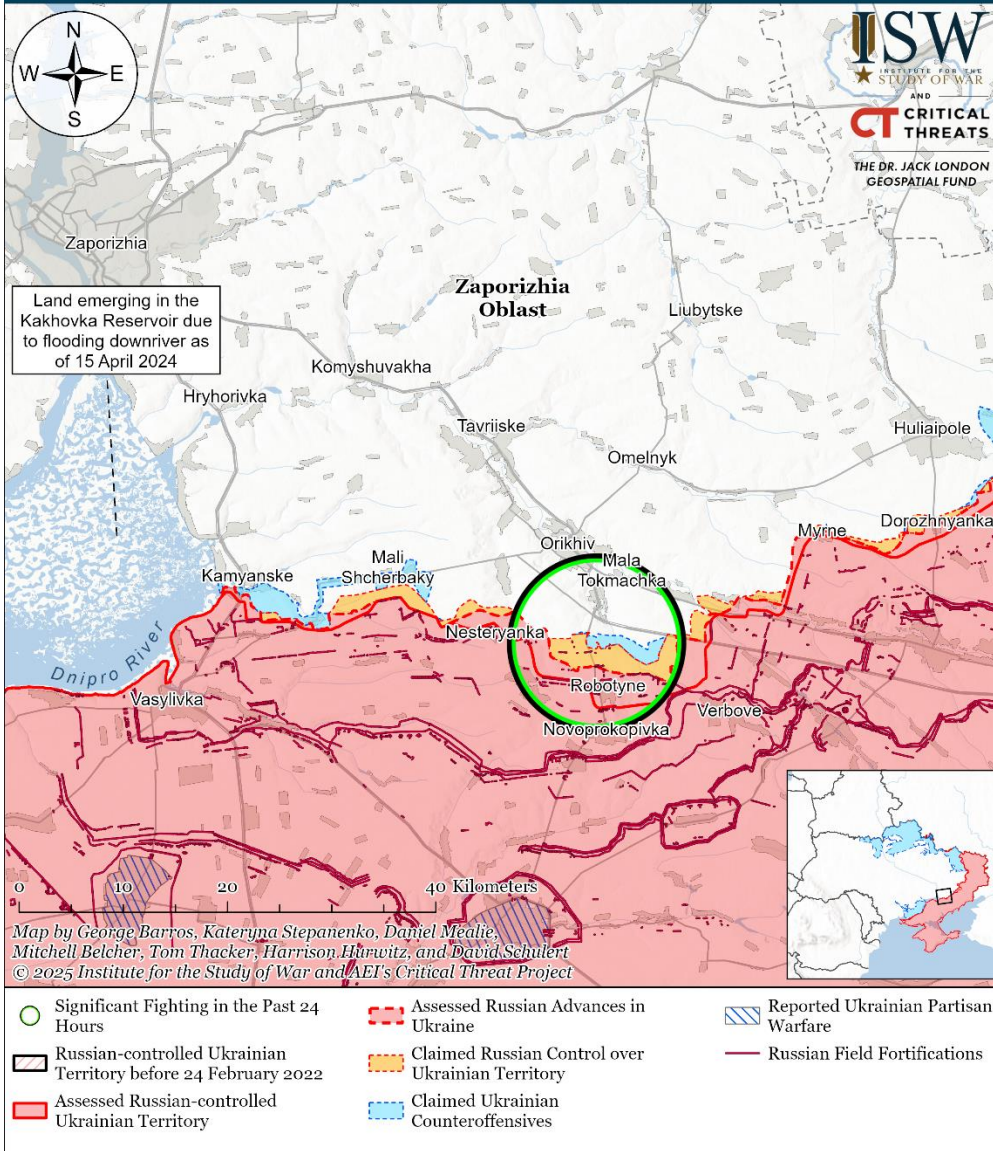 N
W E
S
ISW
INSTITUTE FOR THE
STUDY OF WAR
AND
CT CRITICAL
THREATS
THE DR. JACK LONDON
GEOSPATIAL FUND
Zaporizhia
Land emerging in the
Kakhovka Reservoir due
to flooding downriver as
of 15 April 2024
Zaporizhia
Oblast
Liubytske
Komyshuvakha
Hryhorivka
Tavriiske
Huliaipole
Omelnyk
Dorozhnyanka
Myrne
Orikhiv
Mala
Tokmachka
Mali
Shcherbaky
Kamyanske
Nesteryanka
Dnipro River
Robotyne
Vasylivka
Verbove
Novoprokopivka
0 10 20 40 Kilometers
Map by George Barros, Kateryna Stepanenko, Daniel Mealie,
Mitchell Belcher, Tom Thacker, Harrison Hurwitz, and David Schulert
© 2025 Institute for the Study of War and AEI's Critical Threat Project
Significant Fighting in the Past 24
Hours
Russian-controlled Ukrainian
Territory before 24 February 2022
Assessed Russian-controlled
Ukrainian Territory
Assessed Russian Advances in
Ukraine
Claimed Russian Control over
Ukrainian Territory
Claimed Ukrainian
Counteroffensives
Reported Ukrainian Partisan
Warfare
Russian Field Fortifications